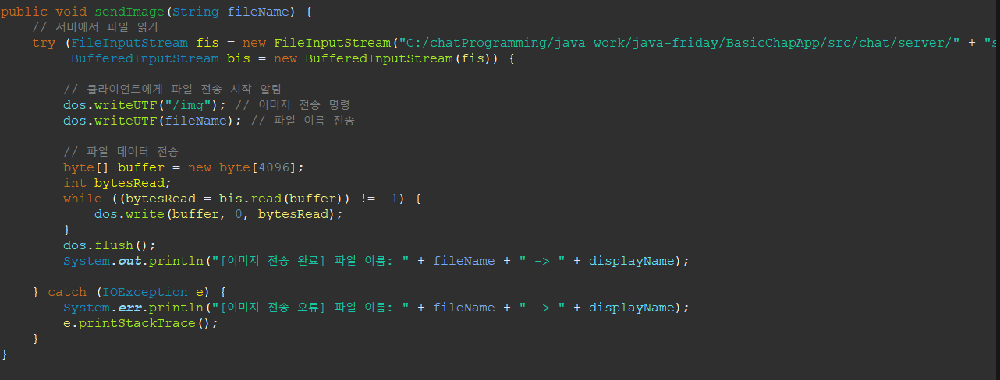 public void sendImage(String fileName) {
    // 서버에서 파일 읽기
    try (FileInputStream fis = new FileInputStream("C:/chatProgramming/java work/java-friday/BasicChapApp/src/chat/server/" + "s
         BufferedInputStream bis = new BufferedInputStream(fis)) {
        // 클라이언트에게 파일 전송 시작 알림
        dos.writeUTF("/img"); // 이미지 전송 명령
        dos.writeUTF(fileName); // 파일 이름 전송
        // 파일 데이터 전송
        byte[] buffer = new byte[4096];
        int bytesRead;
        while ((bytesRead = bis.read(buffer)) != -1) {
            dos.write(buffer, 0, bytesRead);
        }
        dos.flush();
        System.out.println("[이미지 전송 완료] 파일 이름: " + fileName + " -> " + displayName);
    } catch (IOException e) {
        System.err.println("[이미지 전송 오류] 파일 이름: " + fileName + " -> " + displayName);
        e.printStackTrace();
    }
}